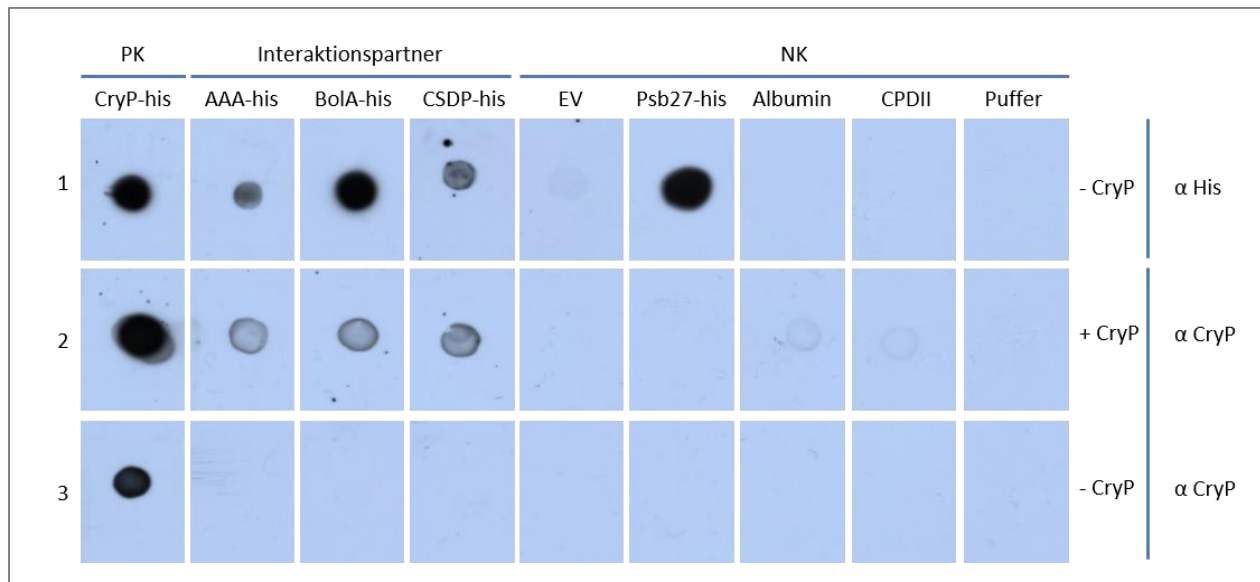 PK Interaktionspartner NK
CryP-his AAA-his BolA-his CSDP-his EV Psb27-his Albumin CPDII Puffer
1 - CryP α His
2 + CryP α CryP
3 - CryP α CryP